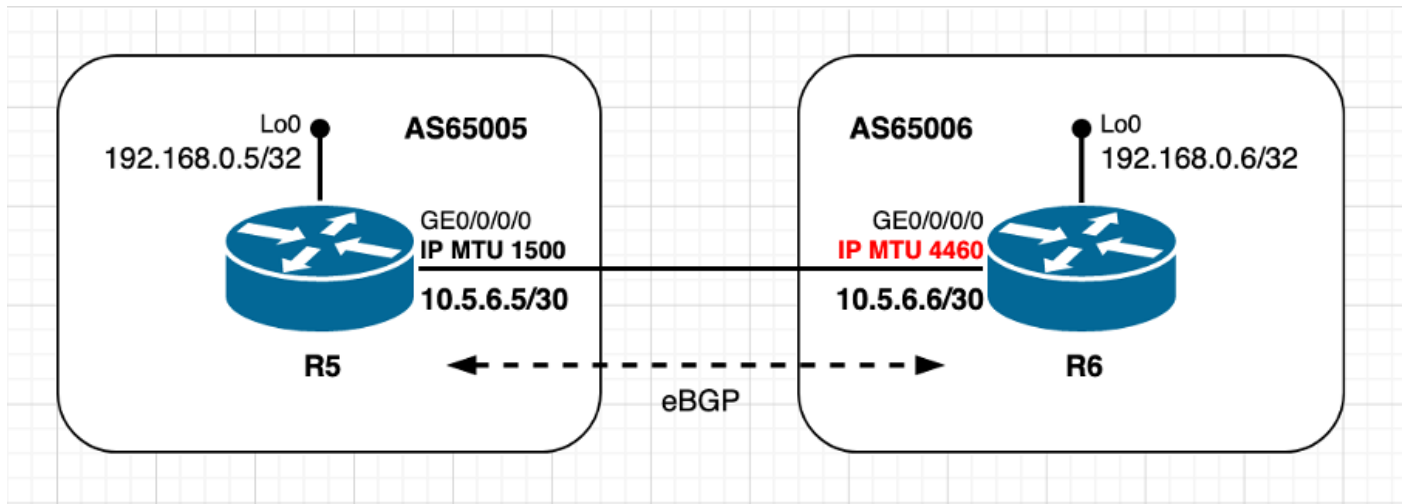 Lo0
192.168.0.5/32
AS65005
GE0/0/0/0
IP MTU 1500
10.5.6.5/30
R5
AS65006
Lo0
192.168.0.6/32
GE0/0/0/0
IP MTU 4460
10.5.6.6/30
R6
eBGP